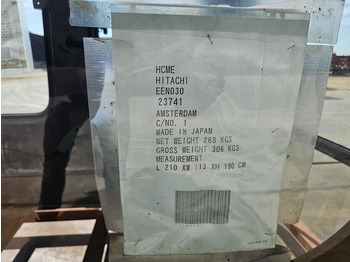 HCME
HITACHI
EEN030
23741
AMSTERDAM
C/NO. 1
MADE IN JAPAN
NET WEIGHT 268 KGS
GROSS WEIGHT 306 KGS
MEASUREMENT
L 210 XW 113 XH 190 CM